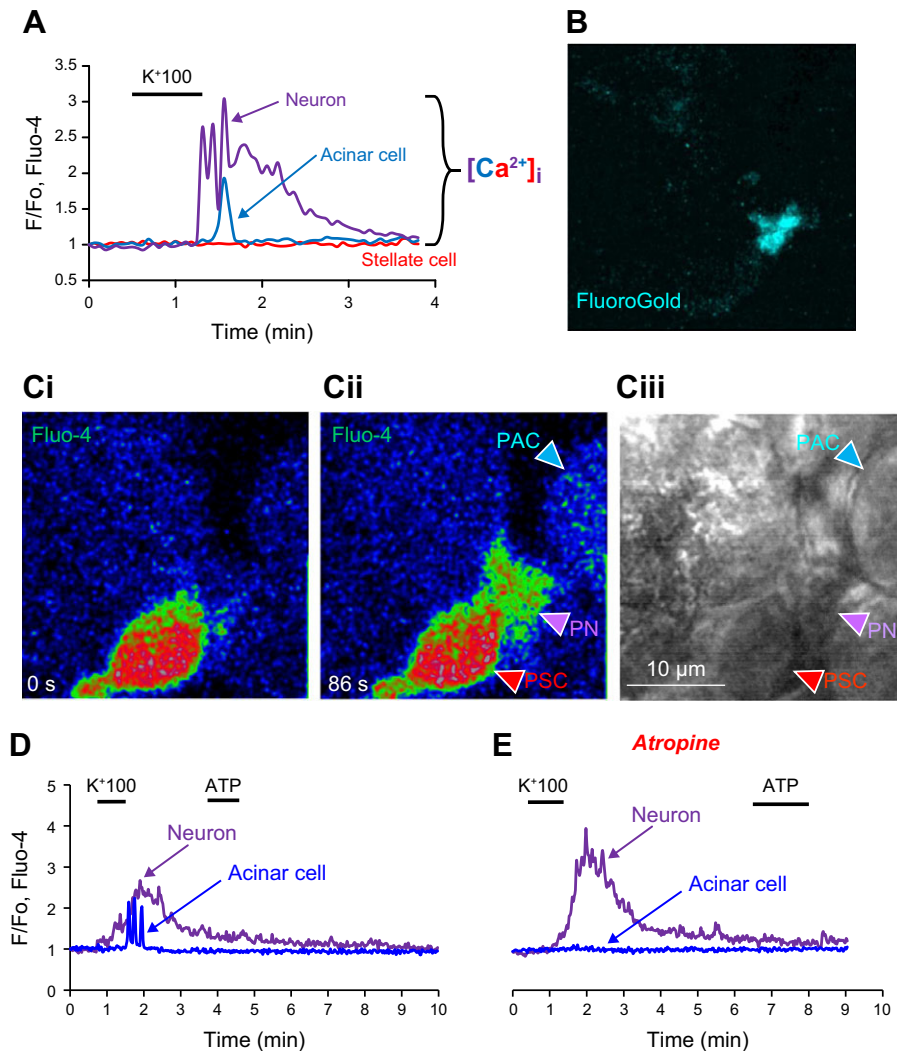 A
B
3.5
3
2.5
2
1.5
1
0.5
F/Fo, Fluo-4
K⁺100
Neuron
Acinar cell
Stellate cell
[Ca²⁺]i
0 1 2 3 4
Time (min)
FluoroGold
Ci
Cii
Ciii
Fluo-4
0 s
Fluo-4
PAC
PN
PSC
86 s
PAC
PN
PSC
10 µm
D
5
4
3
2
1
0
F/Fo, Fluo-4
K⁺100
ATP
Neuron
Acinar cell
0 1 2 3 4 5 6 7 8 9 10
Time (min)
E
Atropine
K⁺100
ATP
Neuron
Acinar cell
0 1 2 3 4 5 6 7 8 9 10
Time (min)